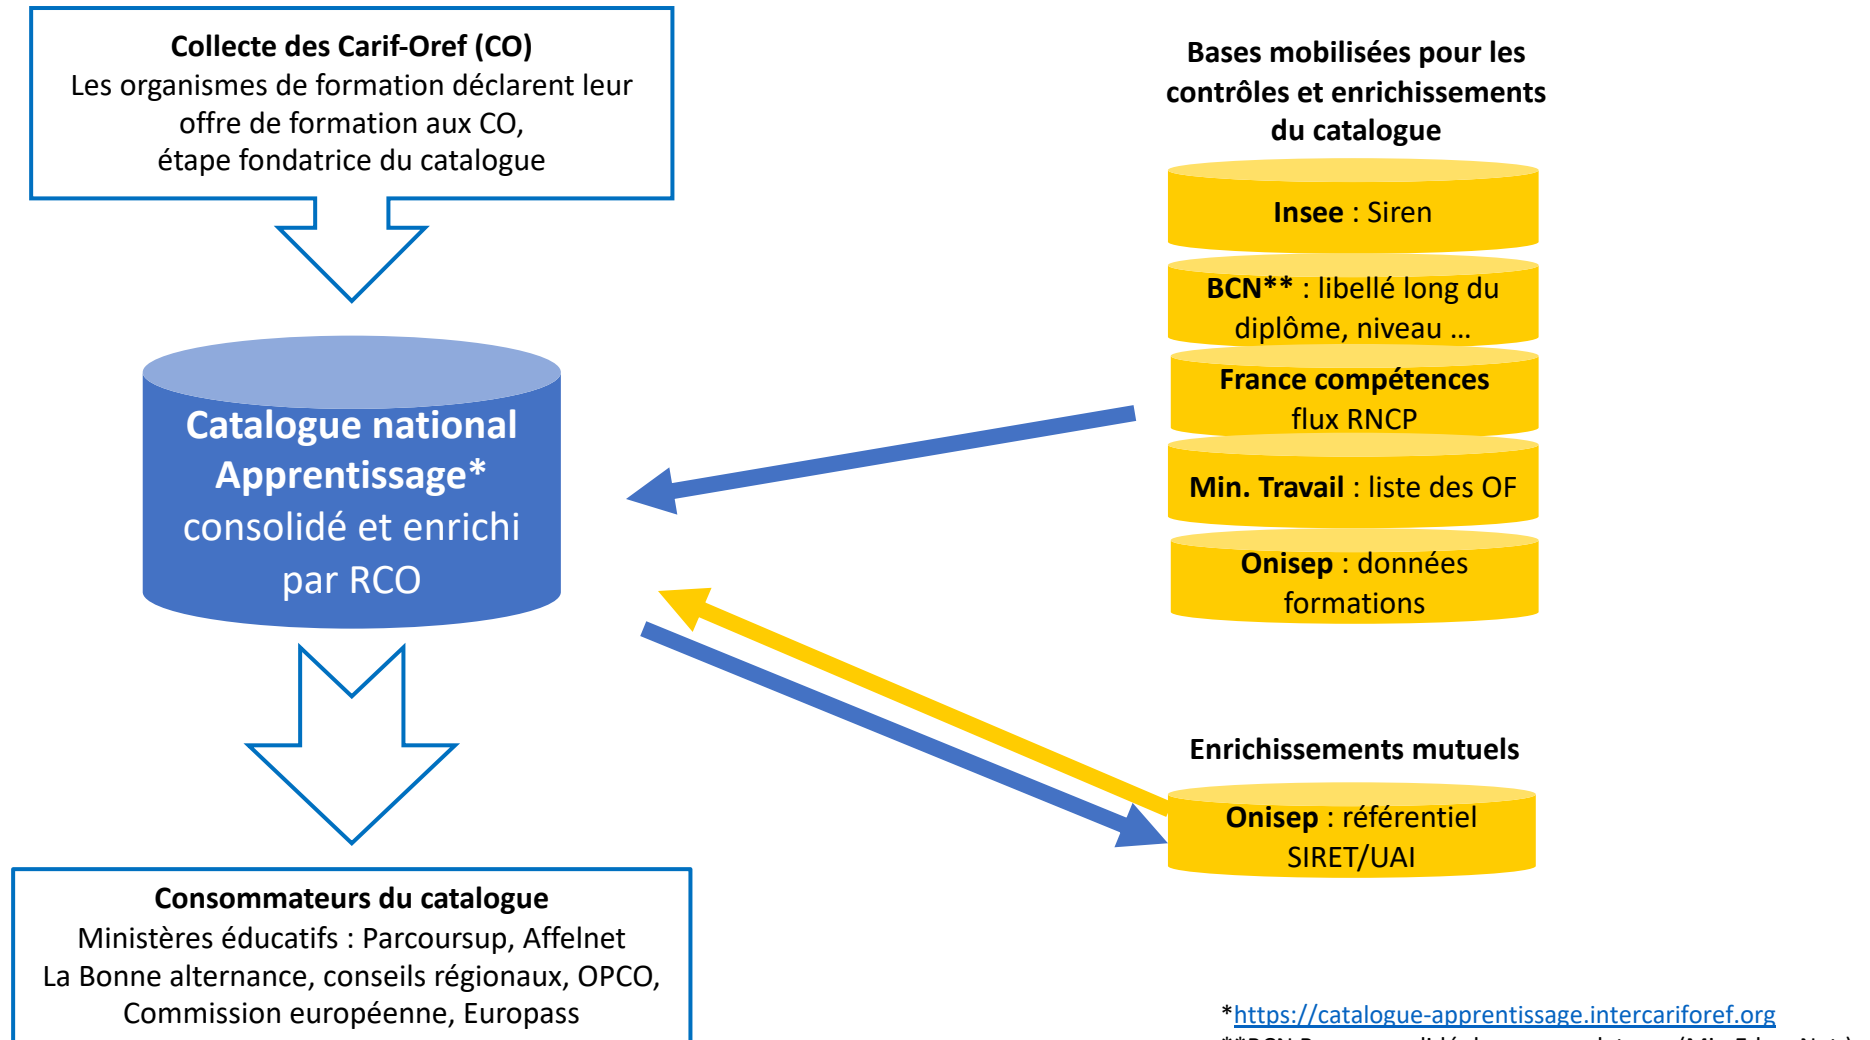 Collecte des Carif-Oref (CO)
Les organismes de formation déclarent leur
offre de formation aux CO,
étape fondatrice du catalogue
Catalogue national
Apprentissage*
consolidé et enrichi
par RCO
Consommateurs du catalogue
Ministères éducatifs : Parcoursup, Affelnet
La Bonne alternance, conseils régionaux, OPCO,
Commission européenne, Europass
Bases mobilisées pour les
contrôles et enrichissements
du catalogue
Insee : Siren
BCN** : libellé long du
diplôme, niveau ...
France compétences
flux RNCP
Min. Travail : liste des OF
Onisep : données
formations
Enrichissements mutuels
Onisep : référentiel
SIRET/UAI
*https://catalogue-apprentissage.intercariforef.org
**BCN